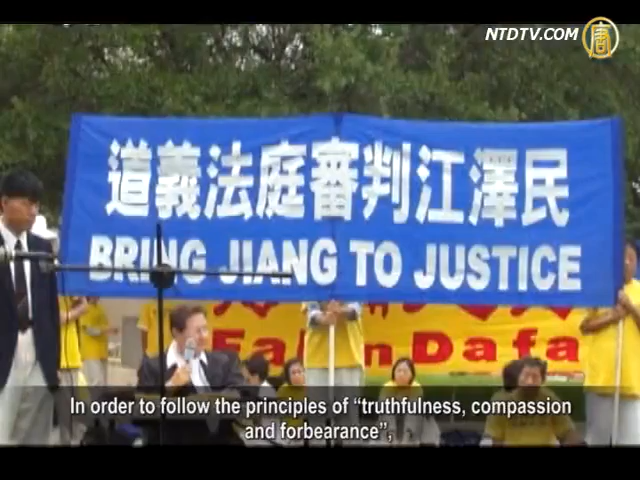 NTDTV.COM
道義法庭審判江澤民
BRING JIANG TO JUSTICE
Falun Dafa
In order to follow the principles of “truthfulness, compassion
and forbearance”,